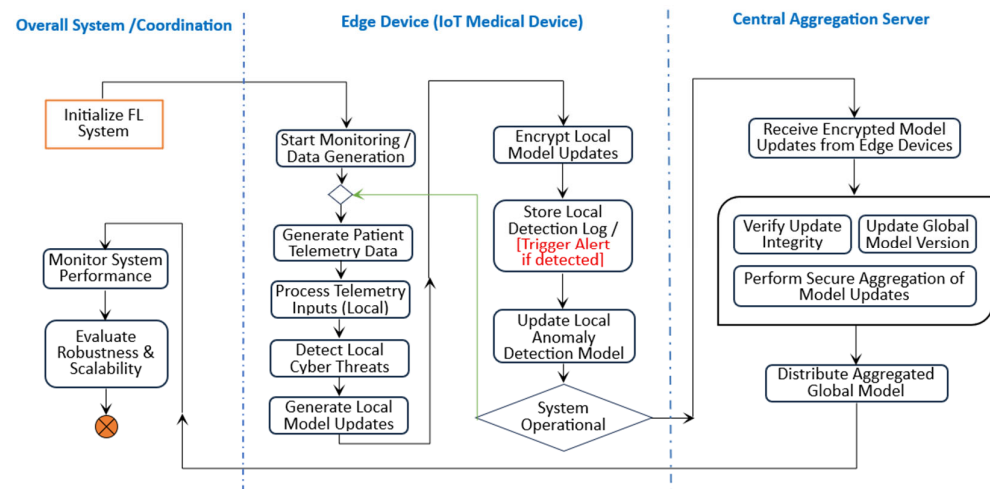 Overall System /Coordination
Edge Device (IoT Medical Device)
Central Aggregation Server
Initialize FL
System
Monitor System
Performance
Evaluate
Robustness &
Scalability
Start Monitoring /
Data Generation
Generate Patient
Telemetry Data
Process Telemetry
Inputs (Local)
Detect Local
Cyber Threats
Generate Local
Model Updates
Encrypt Local
Model Updates
Store Local
Detection Log /
[Trigger Alert
if detected]
Update Local
Anomaly
Detection Model
System
Operational
Receive Encrypted Model
Updates from Edge Devices
Verify Update
Integrity
Update Global
Model Version
Perform Secure Aggregation of
Model Updates
Distribute Aggregated
Global Model